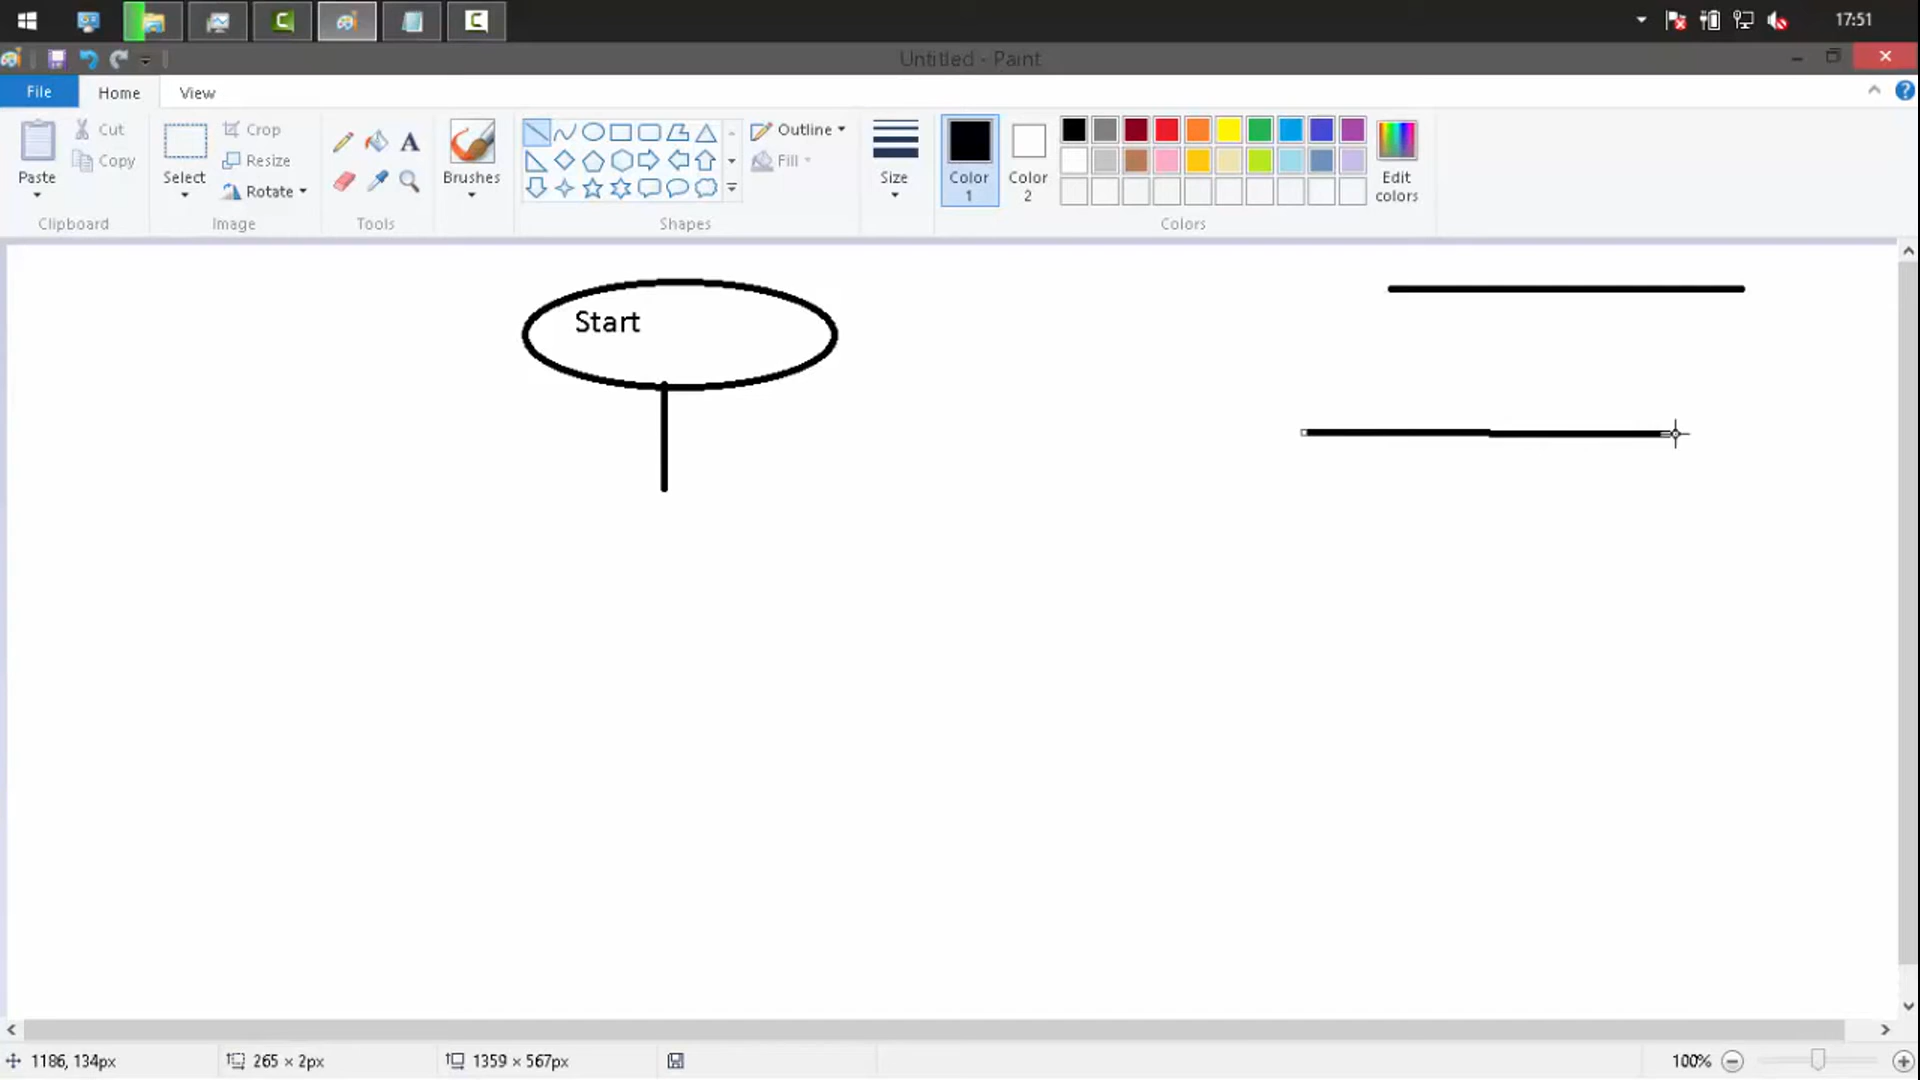 17:51
Untitled - Paint
File Home View
Paste
Cut
Copy
Clipboard
Select
Crop
Resize
Rotate
Image
A
Tools
Brushes
Outline
Fill
Shapes
Size
Color 1
Color 2
Edit colors
Colors
Start
1186, 134px 265 × 2px 1359 × 567px 100%